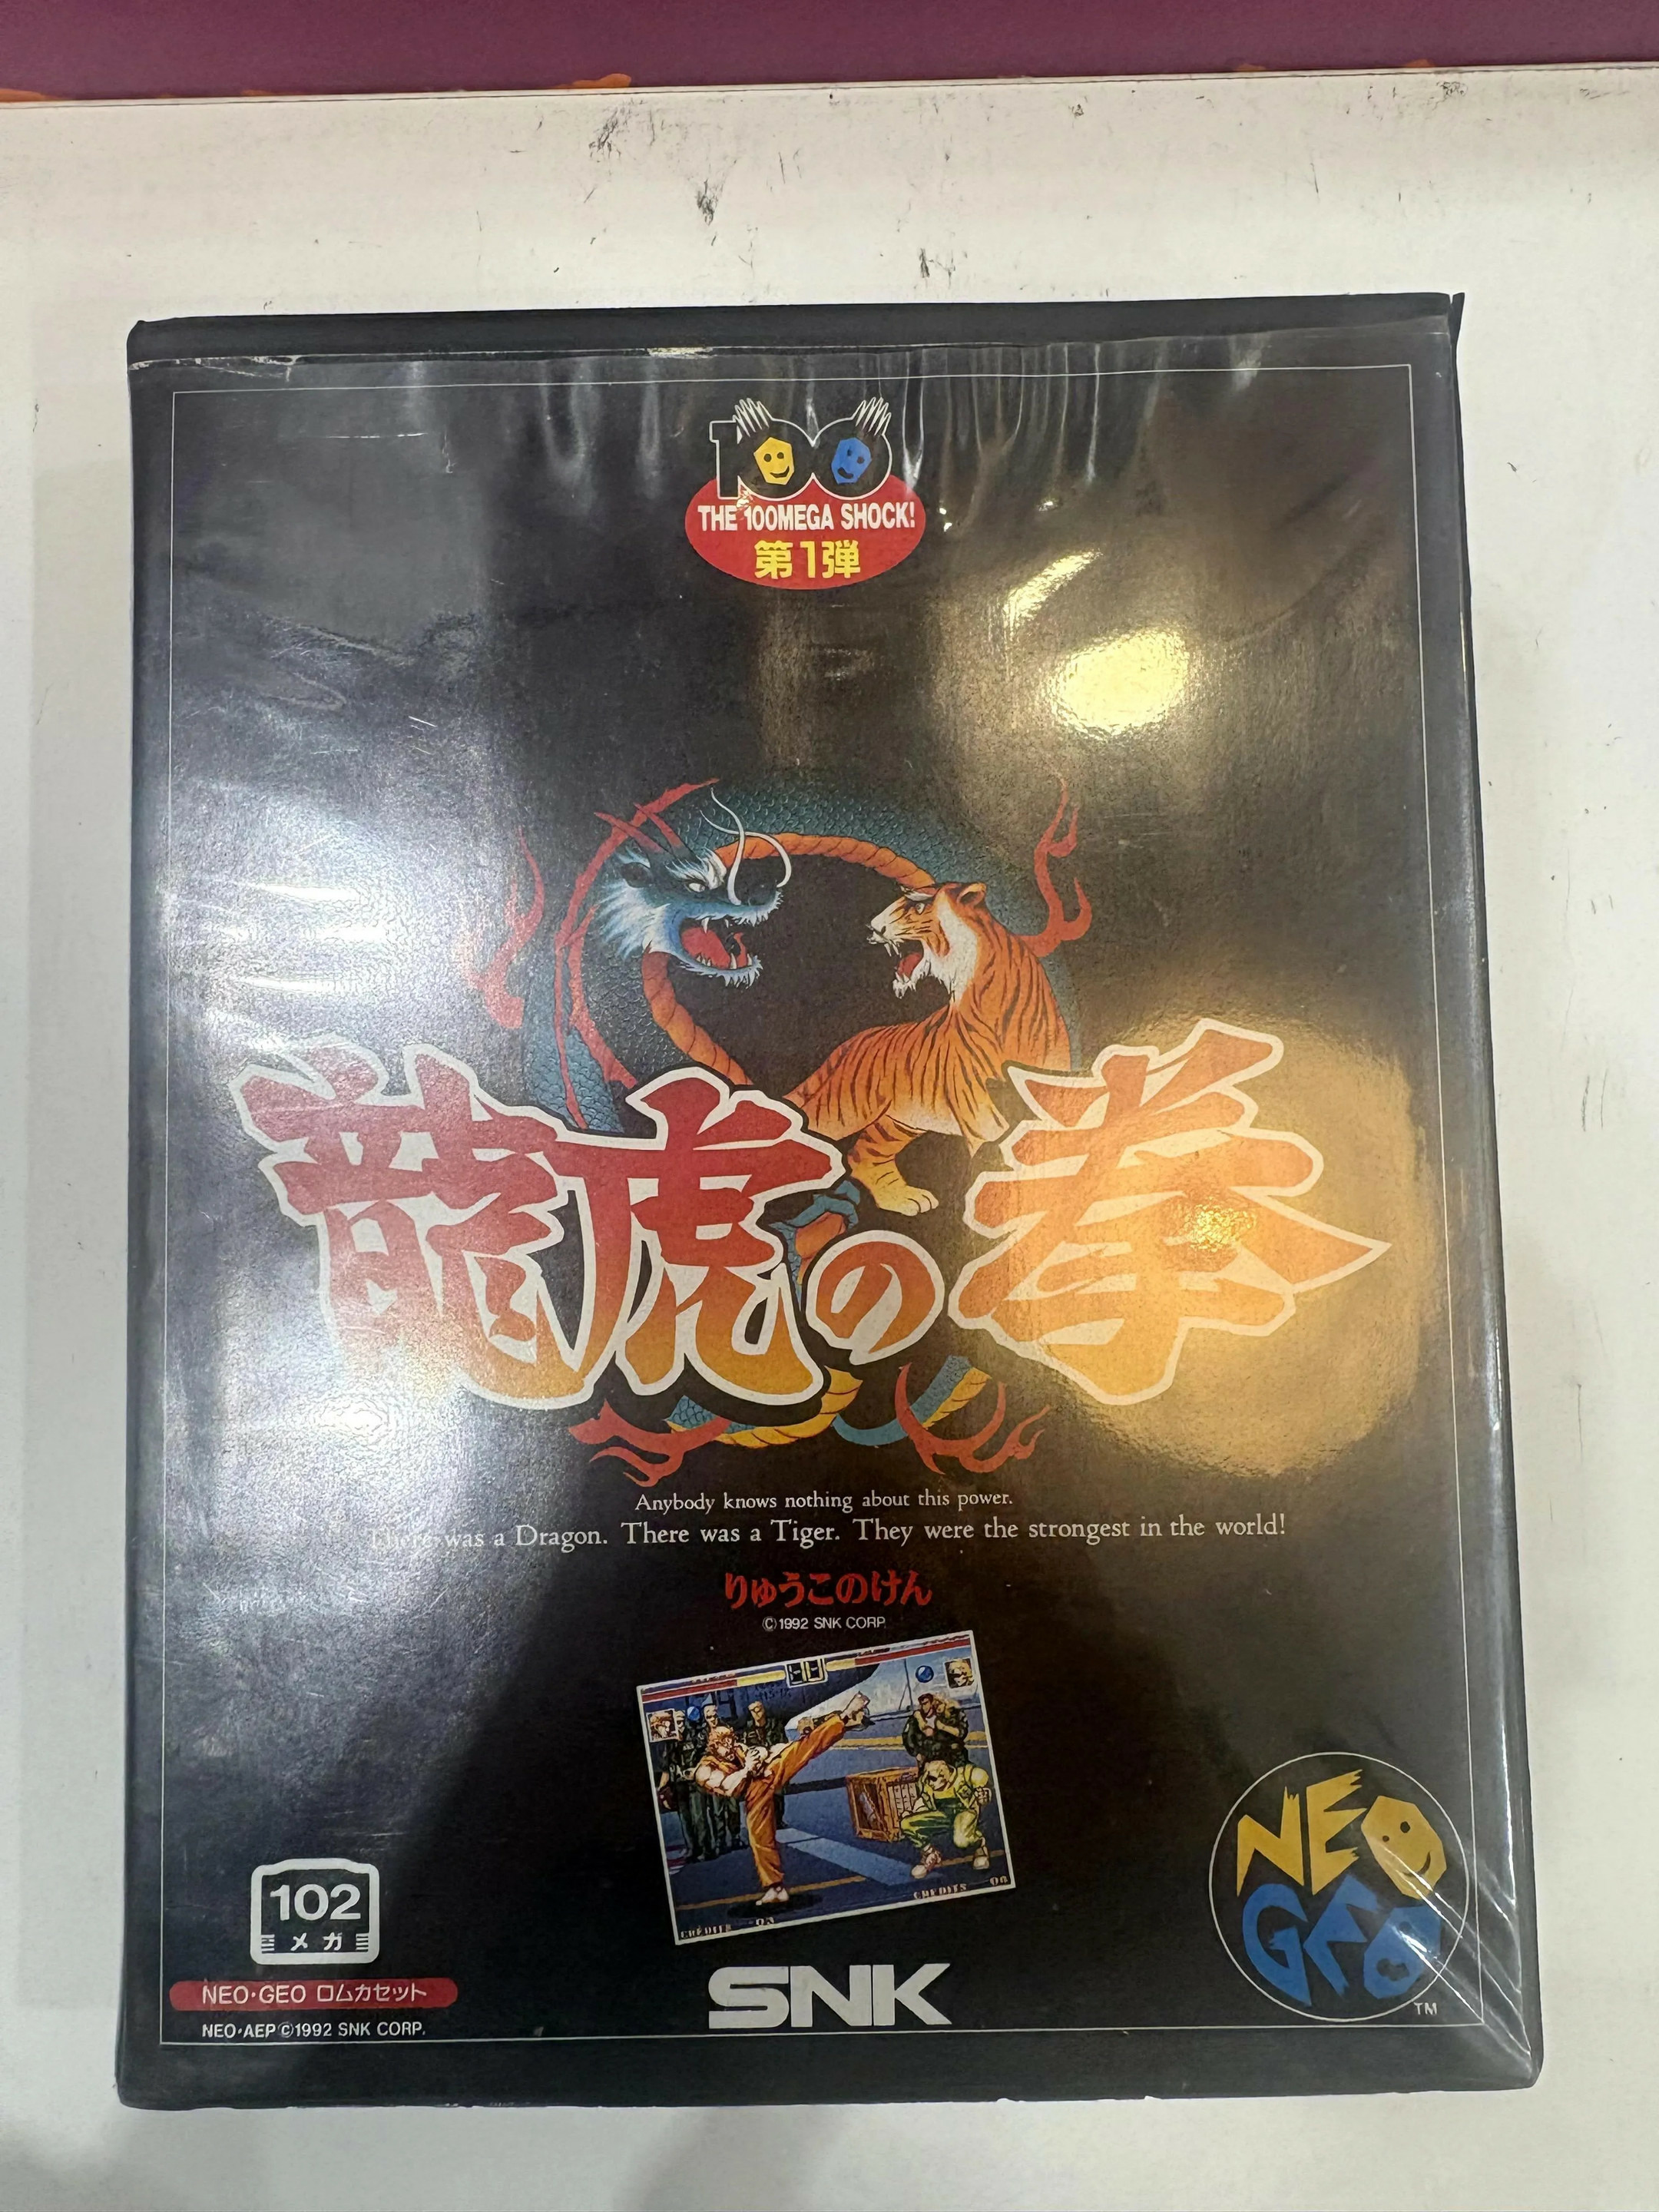 100
THE 100MEGA SHOCK!
第1弾
龍虎の拳
Anybody knows nothing about this power.
There was a Dragon. There was a Tiger. They were the strongest in the world!
りゅうこのけん
©1992 SNK CORP.
CREDITS
CREDITS
102
メガ
NEO·GEO ロムカセット
NEO·AEP ©1992 SNK CORP.
SNK
NEO
GEO
TM